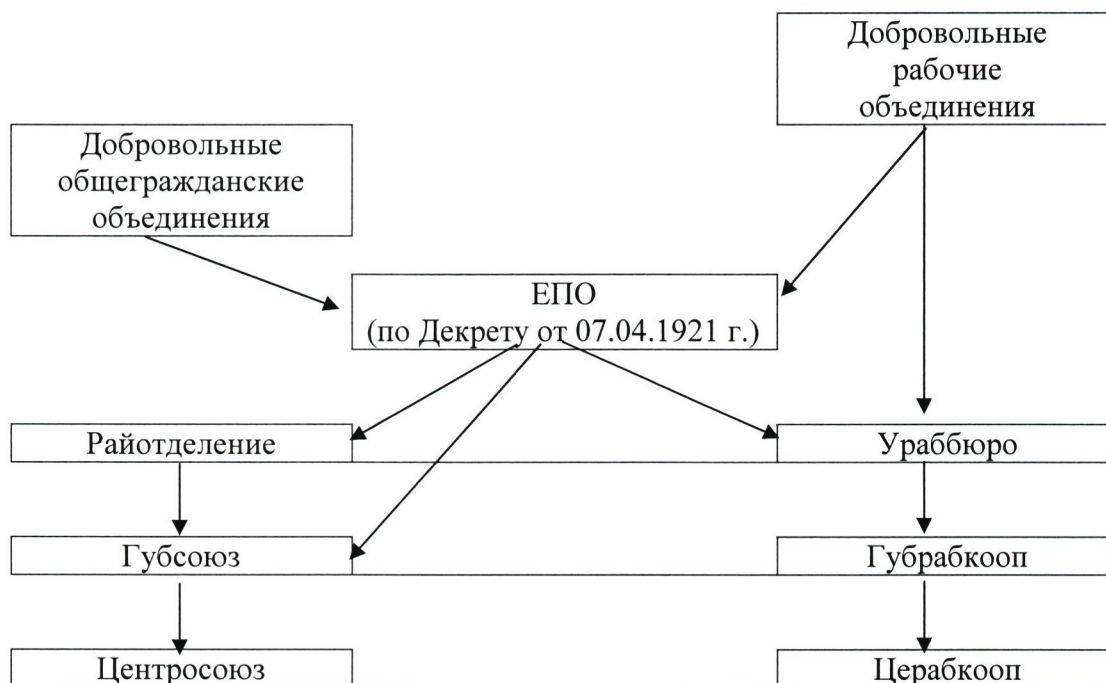 Добровольные
рабочие
объединения
Добровольные
общегражданские
объединения
ЕПО
(по Декрету от 07.04.1921 г.)
Райотделение
Ураббюро
Губсоюз
Губрабкооп
Центросоюз
Церабкооп